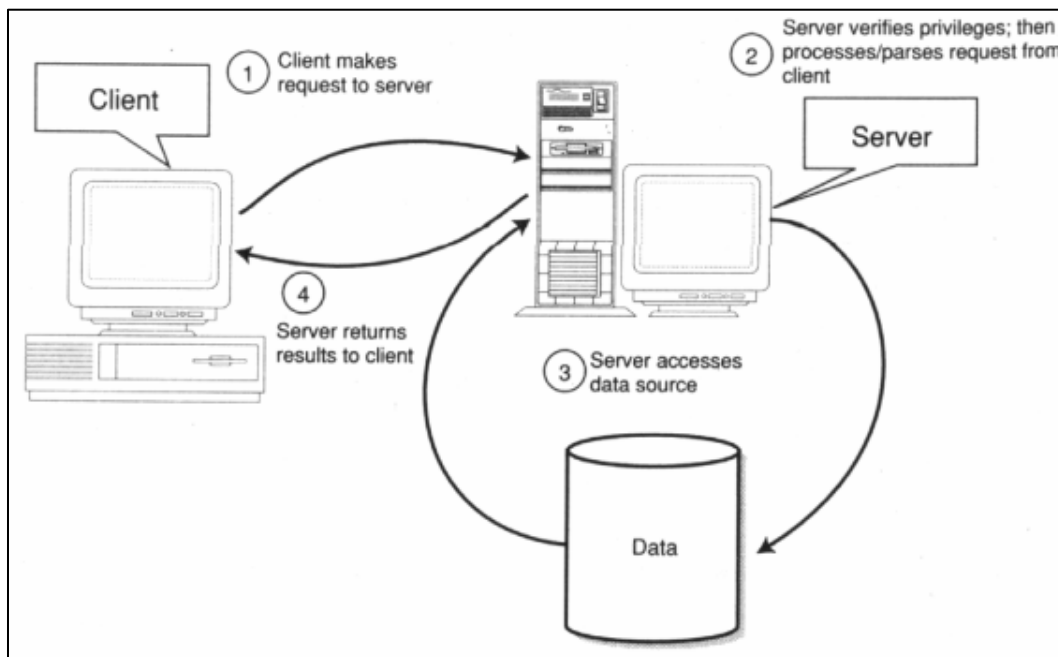 Client
1
Client makes
request to server
2
Server verifies privileges; then
processes/parses request from
client
Server
4
Server returns
results to client
3
Server accesses
data source
Data